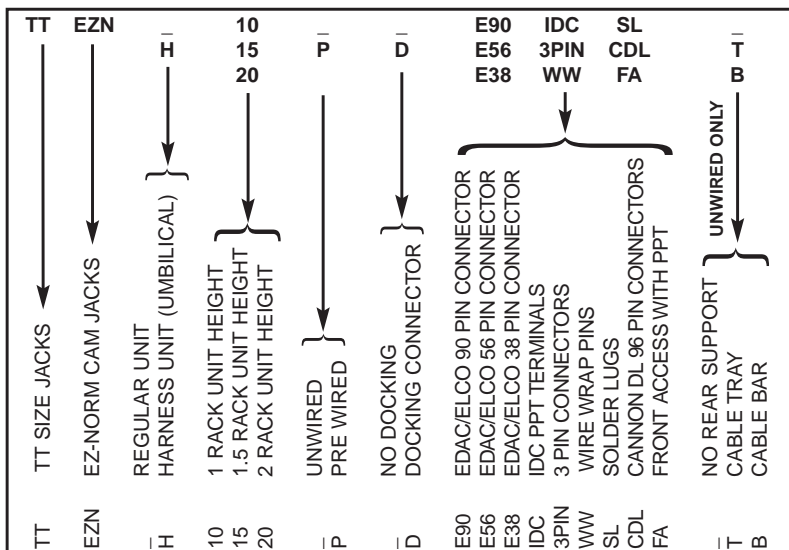 TT EZN _ 10 _ _ E90 IDC SL _
H 15 P D E56 3PIN CDL T
20 E38 WW FA B
UNWIRED ONLY
TT SIZE JACKS
EZ-NORM CAM JACKS
REGULAR UNIT
HARNESS UNIT (UMBILICAL)
1 RACK UNIT HEIGHT
1.5 RACK UNIT HEIGHT
2 RACK UNIT HEIGHT
UNWIRED
PRE WIRED
NO DOCKING
DOCKING CONNECTOR
EDAC/ELCO 90 PIN CONNECTOR
EDAC/ELCO 56 PIN CONNECTOR
EDAC/ELCO 38 PIN CONNECTOR
IDC PPT TERMINALS
3 PIN CONNECTORS
WIRE WRAP PINS
SOLDER LUGS
CANNON DL 96 PIN CONNECTORS
FRONT ACCESS WITH PPT
NO REAR SUPPORT
CABLE TRAY
CABLE BAR
TT
EZN
_
H
10
15
20
_
P
_
D
E90
E56
E38
IDC
3PIN
WW
SL
CDL
FA
_
T
B